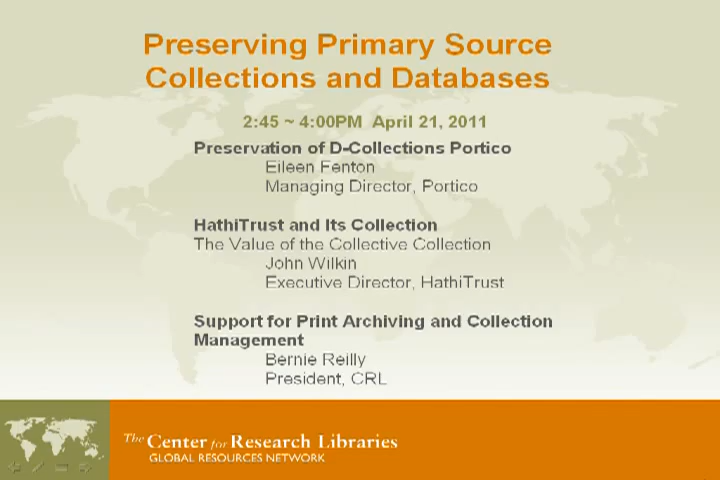 Preserving Primary Source
Collections and Databases
2:45 ~ 4:00PM  April 21, 2011
Preservation of D-Collections Portico
Eileen Fenton
Managing Director, Portico
HathiTrust and Its Collection
The Value of the Collective Collection
John Wilkin
Executive Director, HathiTrust
Support for Print Archiving and Collection
Management
Bernie Reilly
President, CRL
The Center for Research Libraries
GLOBAL RESOURCES NETWORK